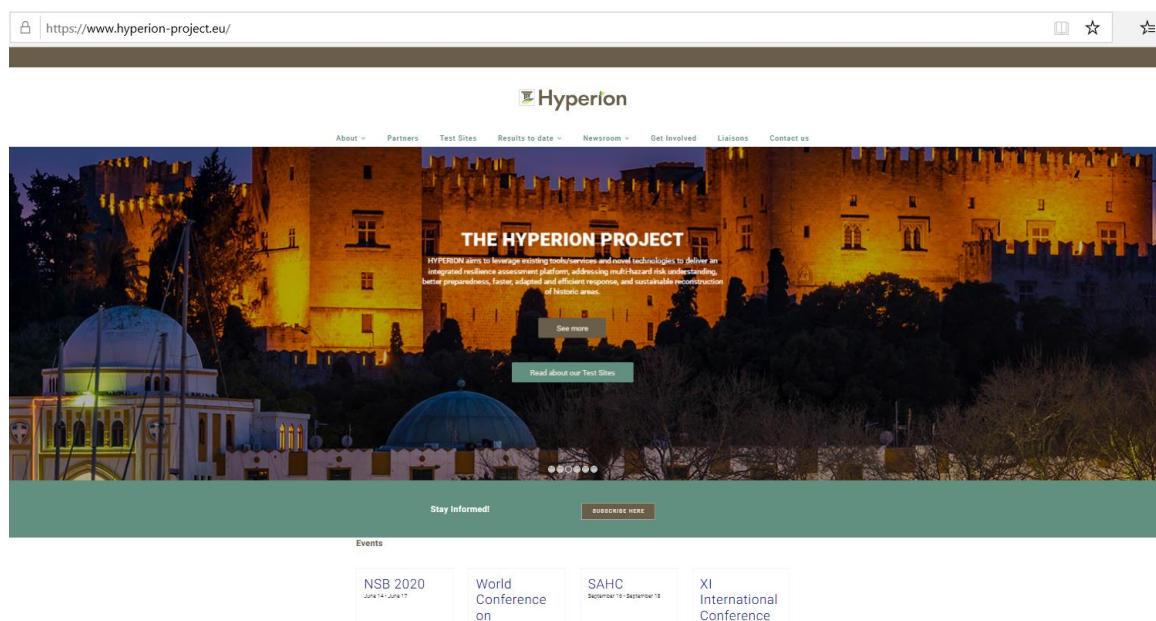 https://www.hyperion-project.eu/
Hyperion
About Partners Test Sites Results to date Newsroom Get Involved Liaisons Contact us
THE HYPERION PROJECT
HYPERION aims to leverage existing tools/services and novel technologies to deliver an
integrated resilience assessment platform, addressing multi-hazard risk understanding,
better preparedness, faster, adapted and efficient response, and sustainable reconstruction
of historic areas.
See more
Read about our Test Sites
Stay Informed!
SUBSCRIBE HERE
Events
NSB 2020
June 14 - June 17
World
Conference
on
SAHC
September 16 - September 18
XI
International
Conference